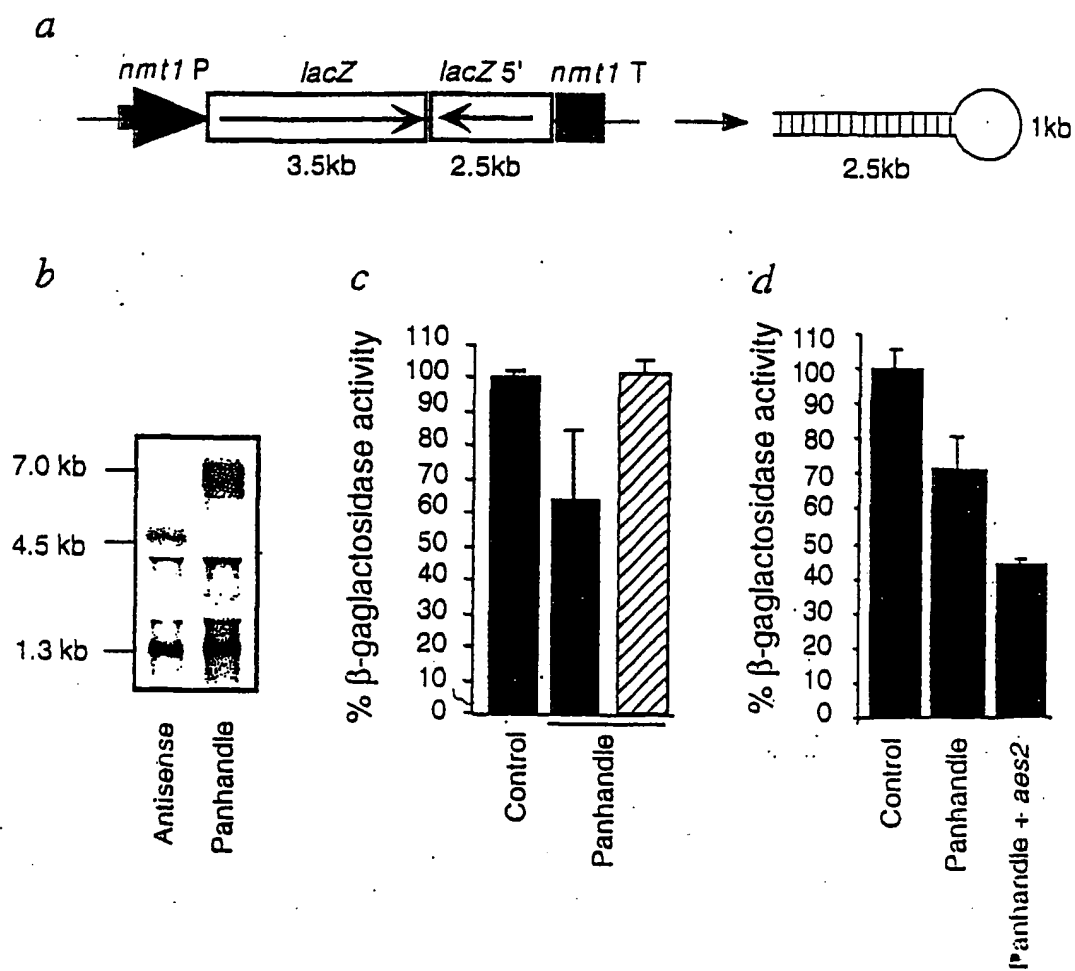 a
nmt1 P lacZ lacZ 5' nmt1 T
3.5kb 2.5kb
2.5kb
1kb
b
7.0 kb
4.5 kb
1.3 kb
Antisense
Panhandle
c
% β-gaglactosidase activity
110
100
90
80
70
60
50
40
30
20
10
0
Control
Panhandle
d
% β-gaglactosidase activity
110
100
90
80
70
60
50
40
30
20
10
0
Control
Panhandle
Panhandle + aes2